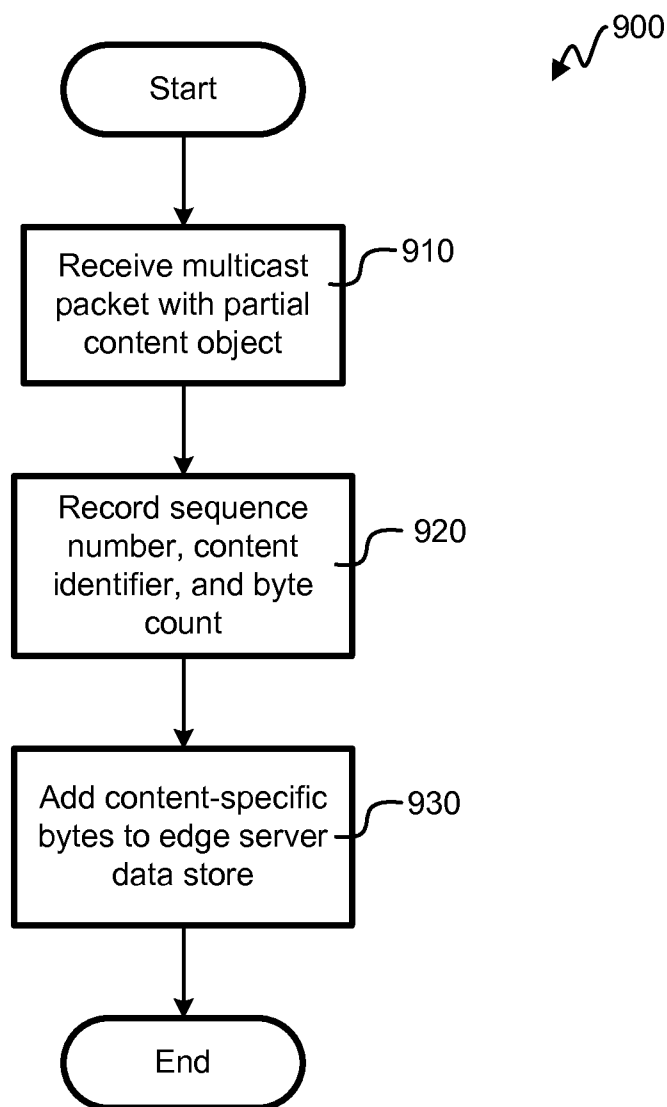 900
Start
910
Receive multicast
packet with partial
content object
920
Record sequence
number, content
identifier, and byte
count
930
Add content-specific
bytes to edge server
data store
End